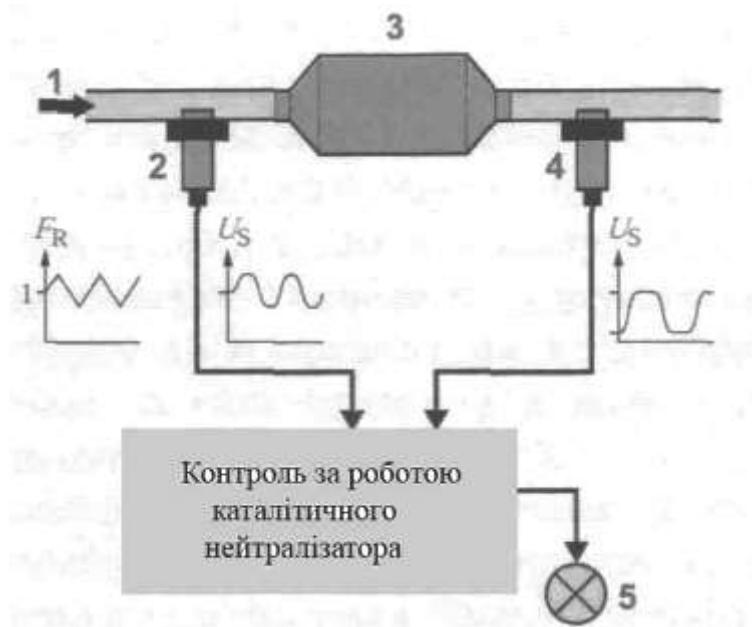 3
1
2
4
F_R
U_S
U_S
1
Контроль за роботою
каталітичного
нейтралізатора
5